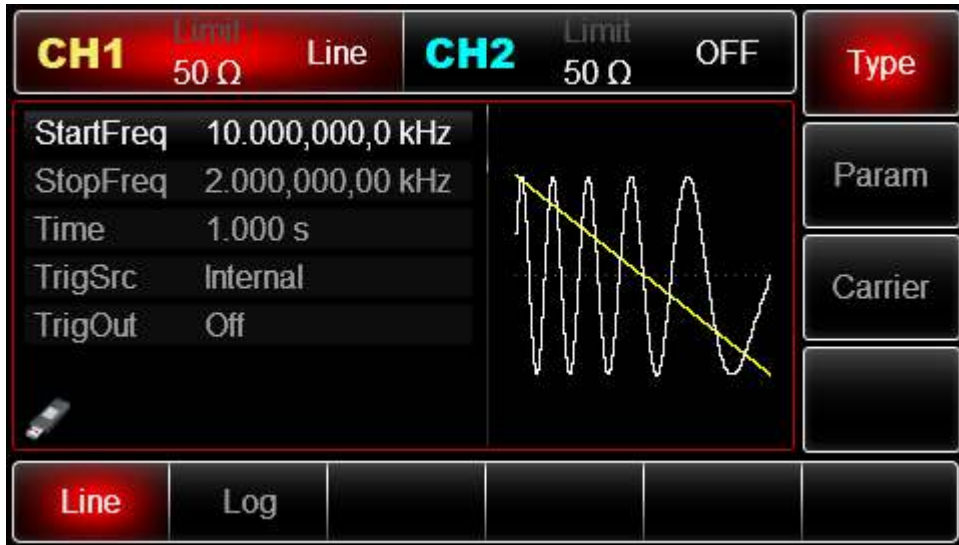 CH1 Limit 50 Ω Line
CH2 Limit 50 Ω OFF
Type
StartFreq 10.000,000,0 kHz
StopFreq 2.000,000,00 kHz
Time 1.000 s
TrigSrc Internal
TrigOut Off
Param
Carrier
Line Log